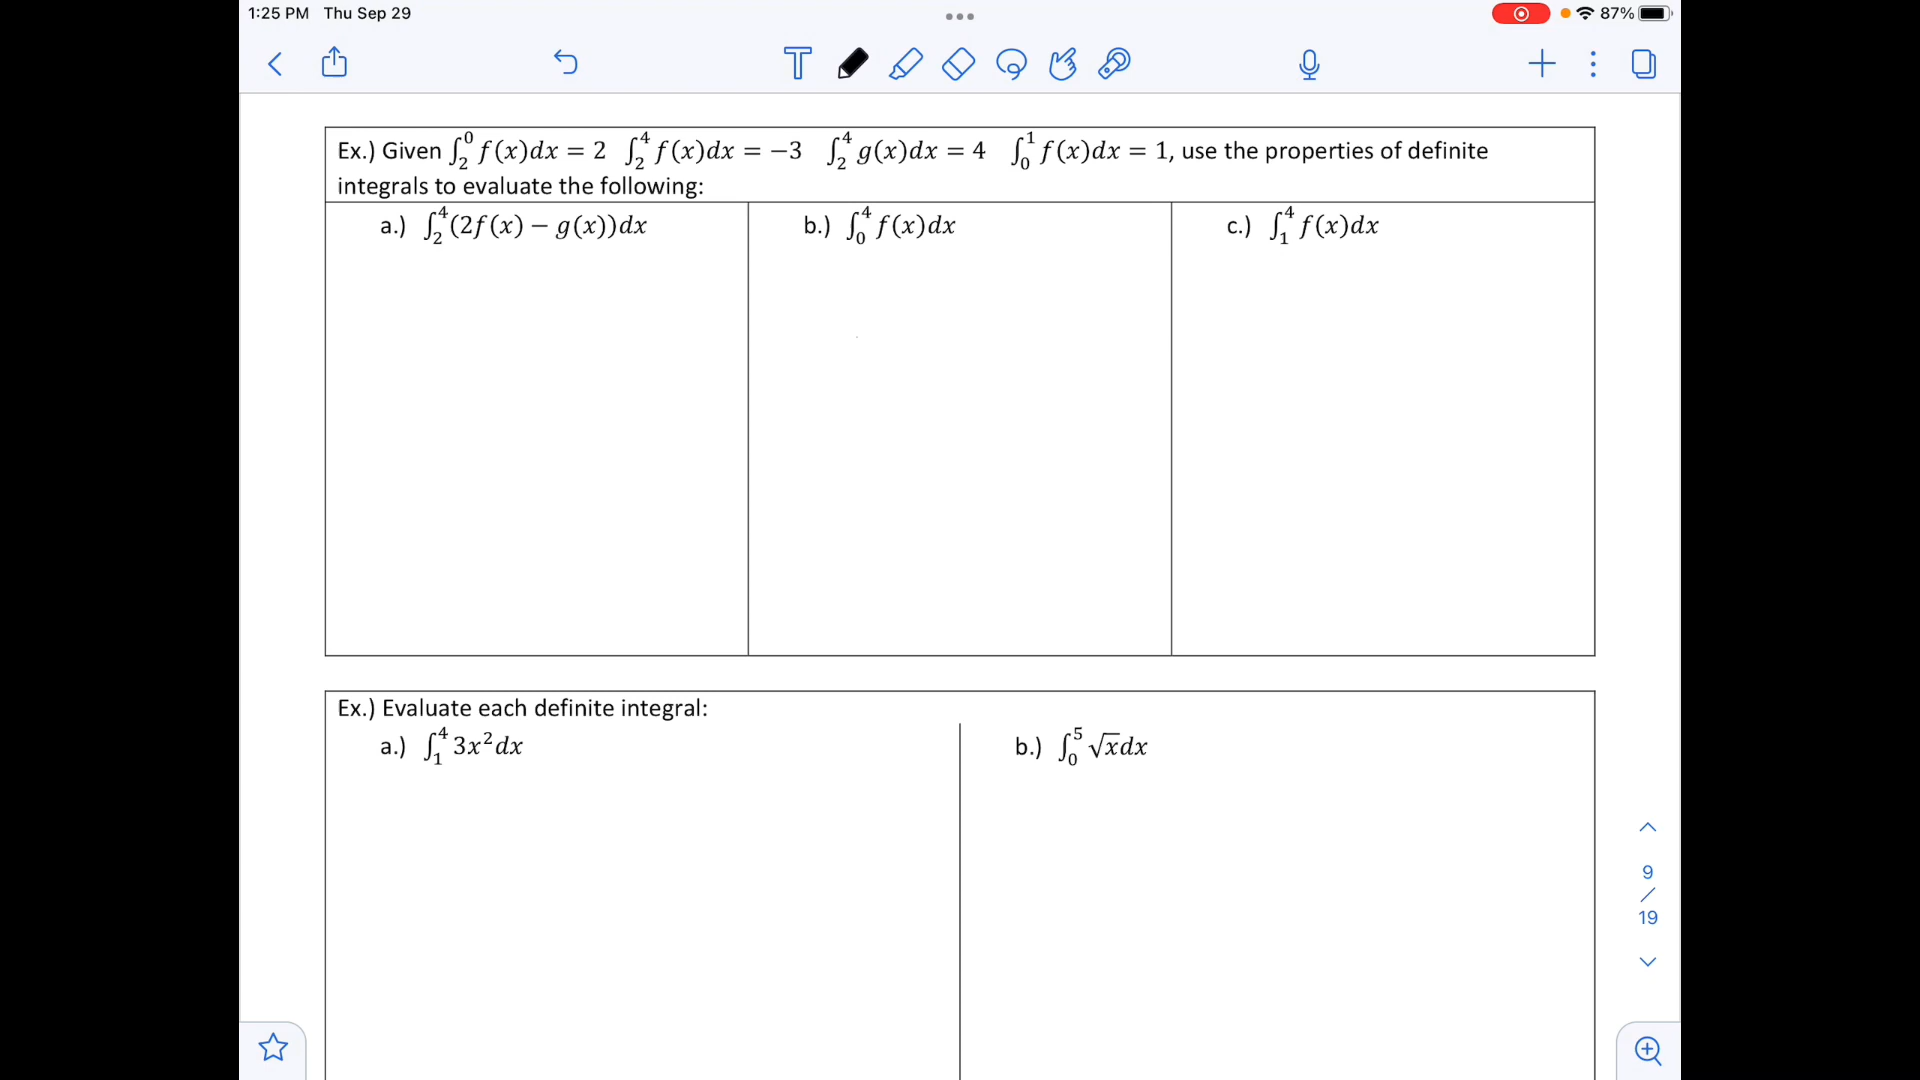 1:25 PM Thu Sep 29
87%
Ex.) Given ∫₂⁰ f(x)dx = 2 ∫₂⁴ f(x)dx = −3 ∫₂⁴ g(x)dx = 4 ∫₀¹ f(x)dx = 1, use the properties of definite
integrals to evaluate the following:
a.) ∫₂⁴(2f(x) − g(x))dx
b.) ∫₀⁴ f(x)dx
c.) ∫₁⁴ f(x)dx
Ex.) Evaluate each definite integral:
a.) ∫₁⁴ 3x²dx
b.) ∫₀⁵ √xdx
9
/
19